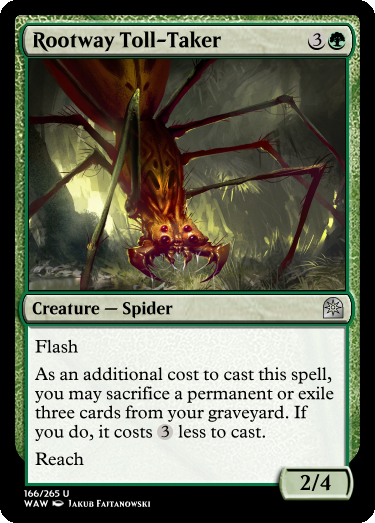 Rootway Toll-Taker 3
Creature — Spider
Flash
As an additional cost to cast this spell,
you may sacrifice a permanent or exile
three cards from your graveyard. If
you do, it costs 3 less to cast.
Reach
2/4
166/265 U
WAW Jakub Fajtanowski